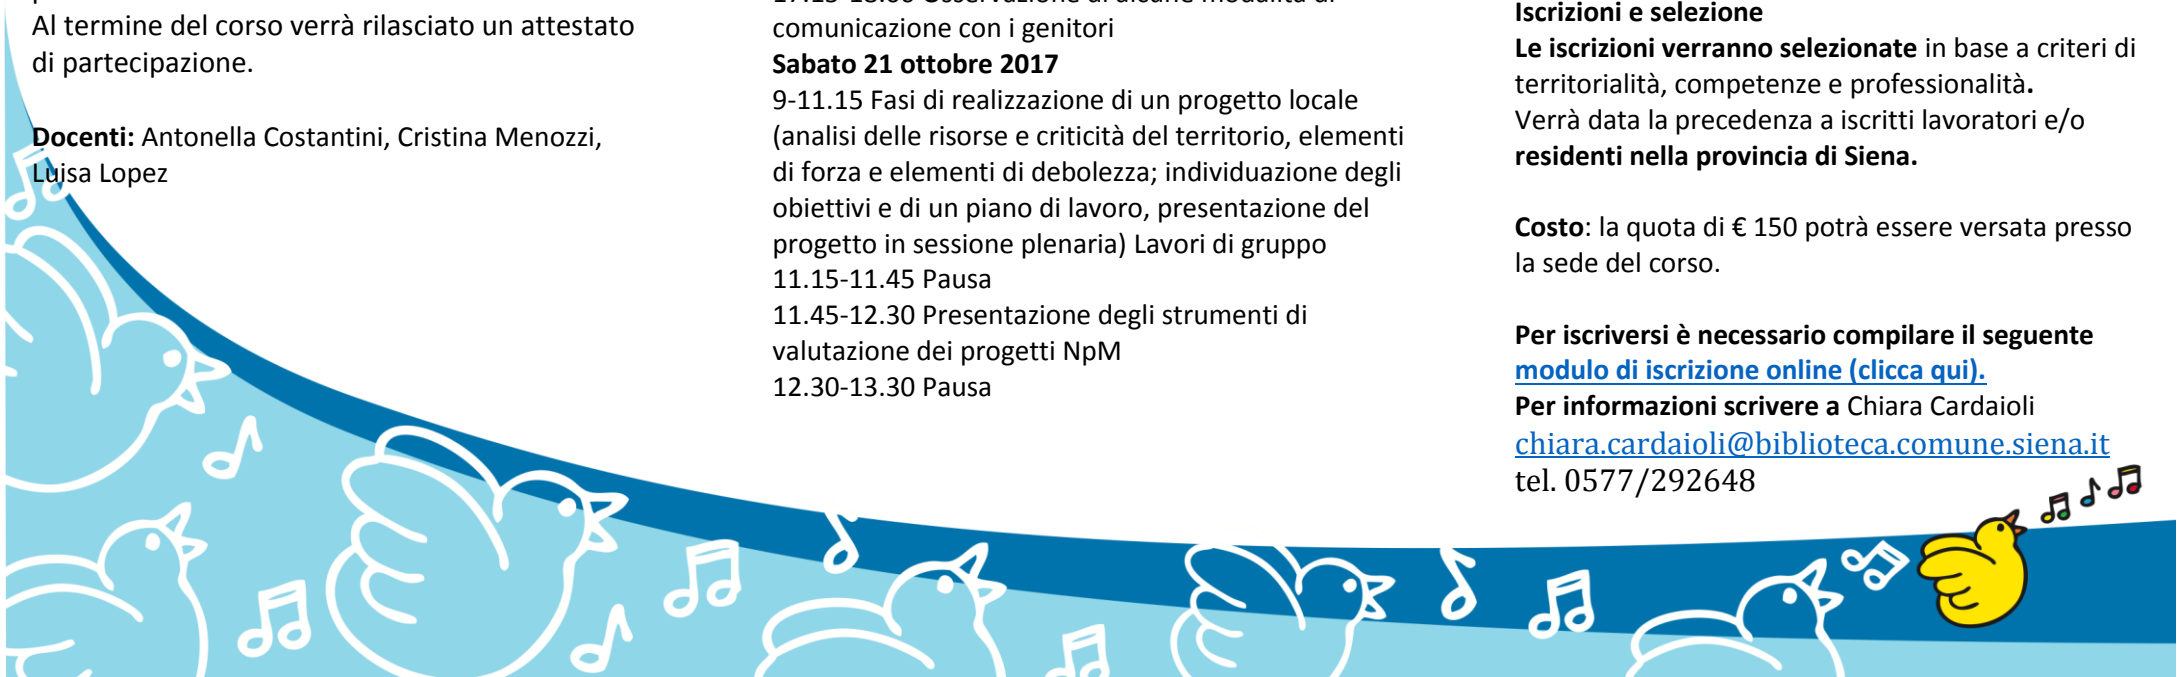 Al termine del corso verrà rilasciato un attestato
di partecipazione.
Docenti: Antonella Costantini, Cristina Menozzi,
Luisa Lopez
comunicazione con i genitori
Sabato 21 ottobre 2017
9-11.15 Fasi di realizzazione di un progetto locale
(analisi delle risorse e criticità del territorio, elementi
di forza e elementi di debolezza; individuazione degli
obiettivi e di un piano di lavoro, presentazione del
progetto in sessione plenaria) Lavori di gruppo
11.15-11.45 Pausa
11.45-12.30 Presentazione degli strumenti di
valutazione dei progetti NpM
12.30-13.30 Pausa
Iscrizioni e selezione
Le iscrizioni verranno selezionate in base a criteri di
territorialità, competenze e professionalità.
Verrà data la precedenza a iscritti lavoratori e/o
residenti nella provincia di Siena.
Costo: la quota di € 150 potrà essere versata presso
la sede del corso.
Per iscriversi è necessario compilare il seguente
modulo di iscrizione online (clicca qui).
Per informazioni scrivere a Chiara Cardaioli
chiara.cardaioli@biblioteca.comune.siena.it
tel. 0577/292648